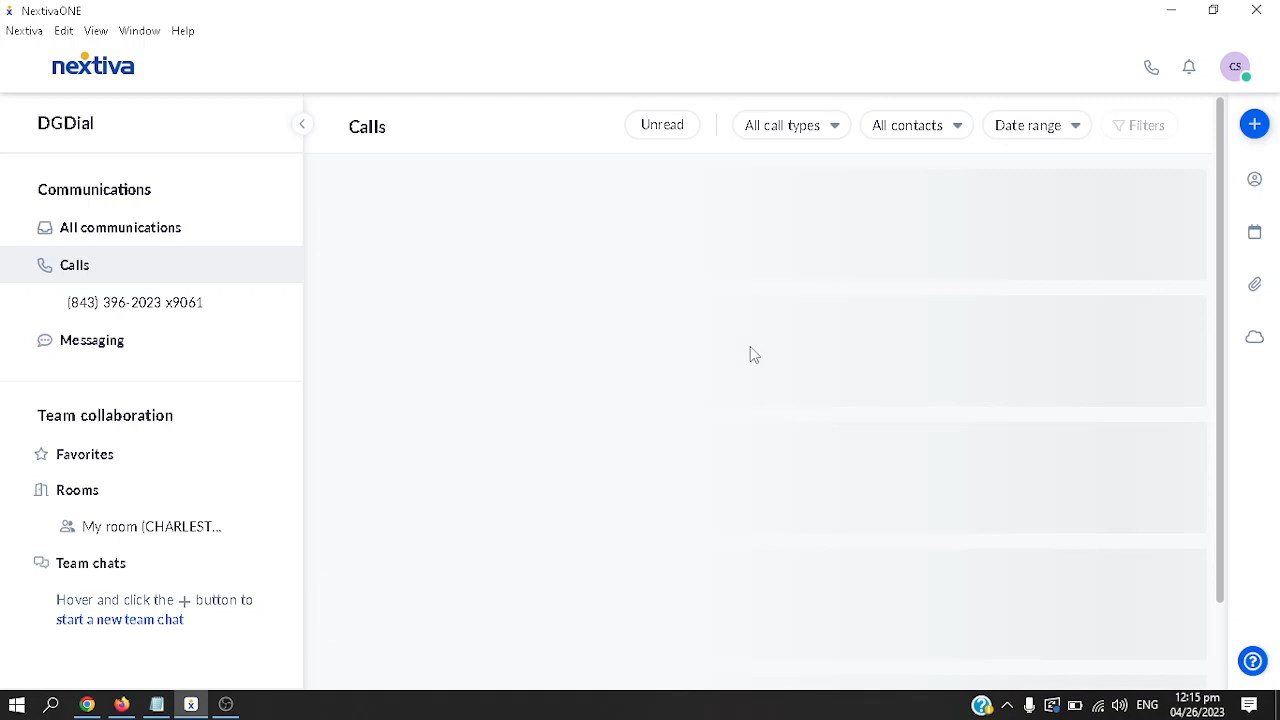 NextivaONE
Nextiva Edit View Window Help
nextiva
CS
DGDial
Calls
Unread
All call types
All contacts
Date range
Filters
Communications
All communications
Calls
(843) 396-2023 x9061
Messaging
Team collaboration
Favorites
Rooms
My room (CHARLEST...
Team chats
Hover and click the + button to
start a new team chat
ENG
12:15 pm
04/26/2023